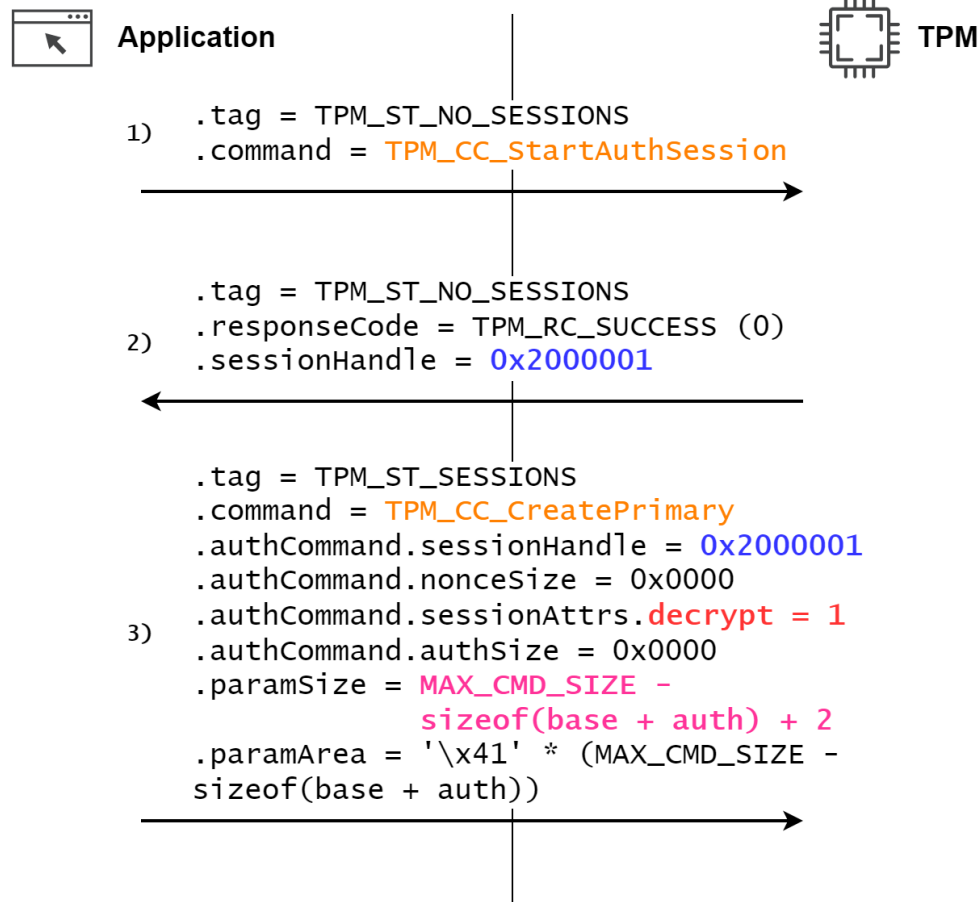 Application
TPM
1)
.tag = TPM_ST_NO_SESSIONS
.command = TPM_CC_StartAuthSession
2)
.tag = TPM_ST_NO_SESSIONS
.responseCode = TPM_RC_SUCCESS (0)
.sessionHandle = 0x2000001
3)
.tag = TPM_ST_SESSIONS
.command = TPM_CC_CreatePrimary
.authCommand.sessionHandle = 0x2000001
.authCommand.nonceSize = 0x0000
.authCommand.sessionAttrs.decrypt = 1
.authCommand.authSize = 0x0000
.paramSize = MAX_CMD_SIZE -
sizeof(base + auth) + 2
.paramArea = '\x41' * (MAX_CMD_SIZE -
sizeof(base + auth))